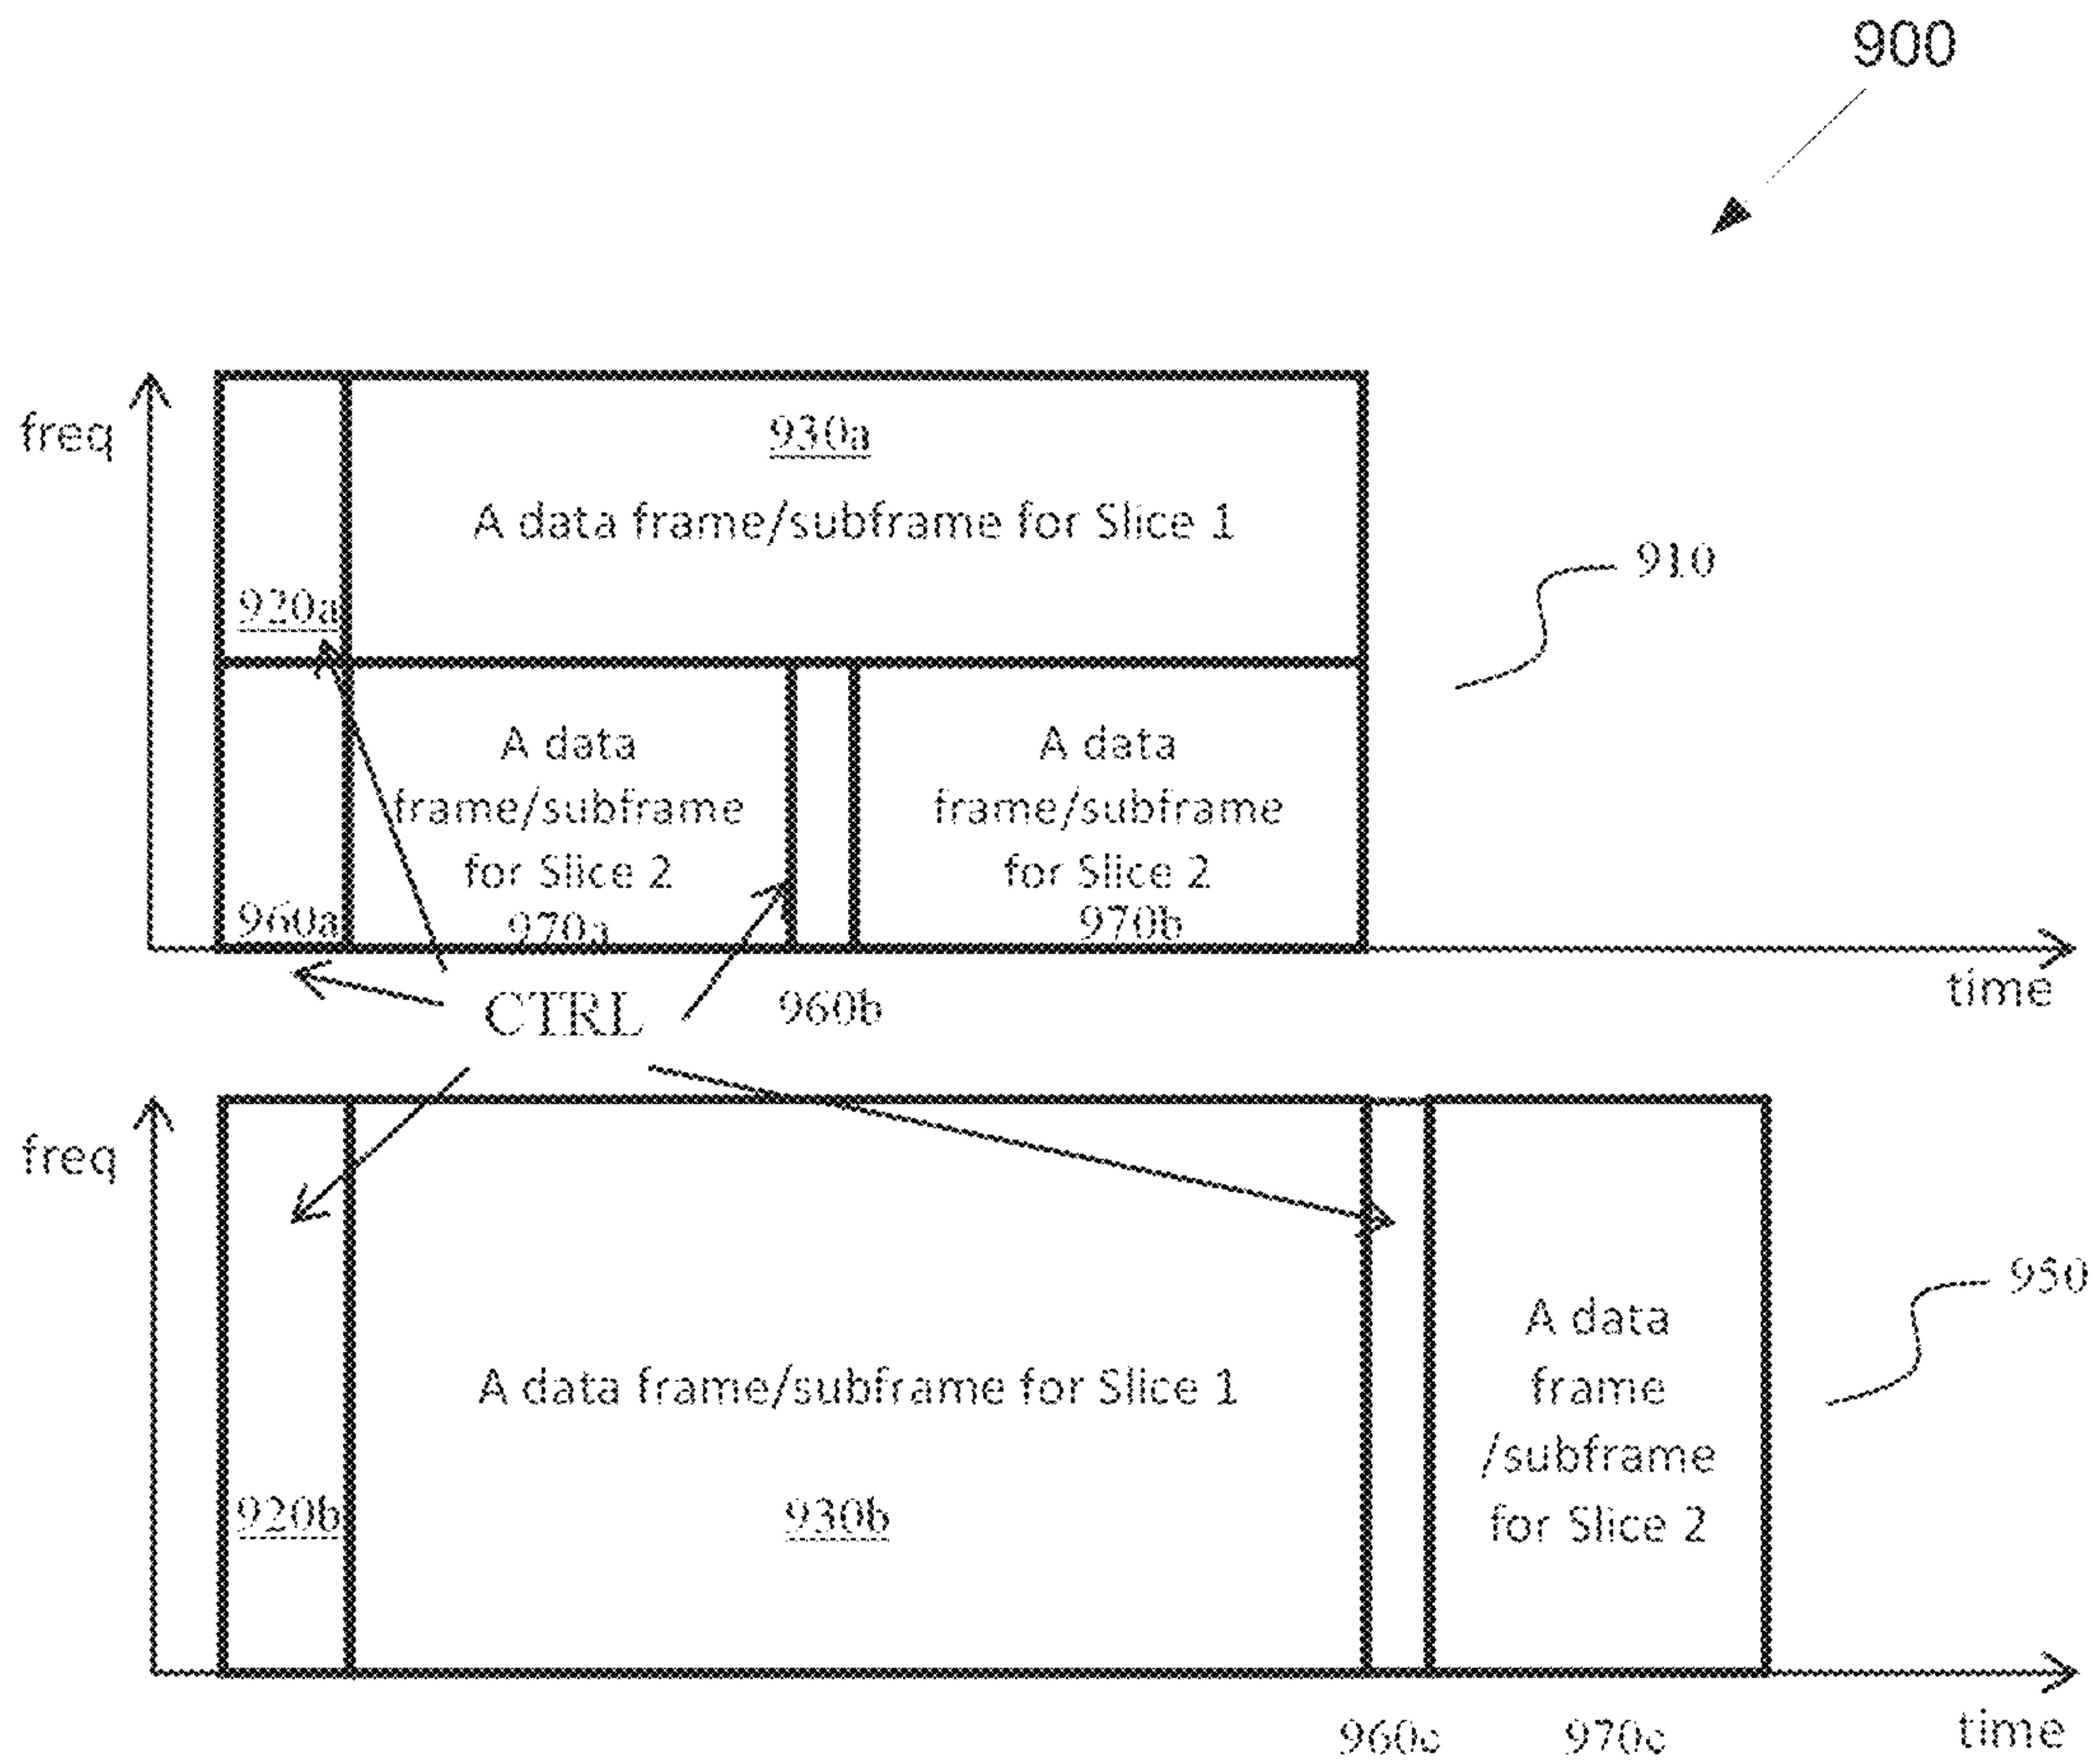 900
freq
930a
A data frame/subframe for Slice 1
920a
910
A data
frame/subframe
for Slice 2
970a
A data
frame/subframe
for Slice 2
970b
960a
time
CTRL
960b
freq
A data frame/subframe for Slice 1
920b
930b
A data
frame
/subframe
for Slice 2
950
960c
970c
time